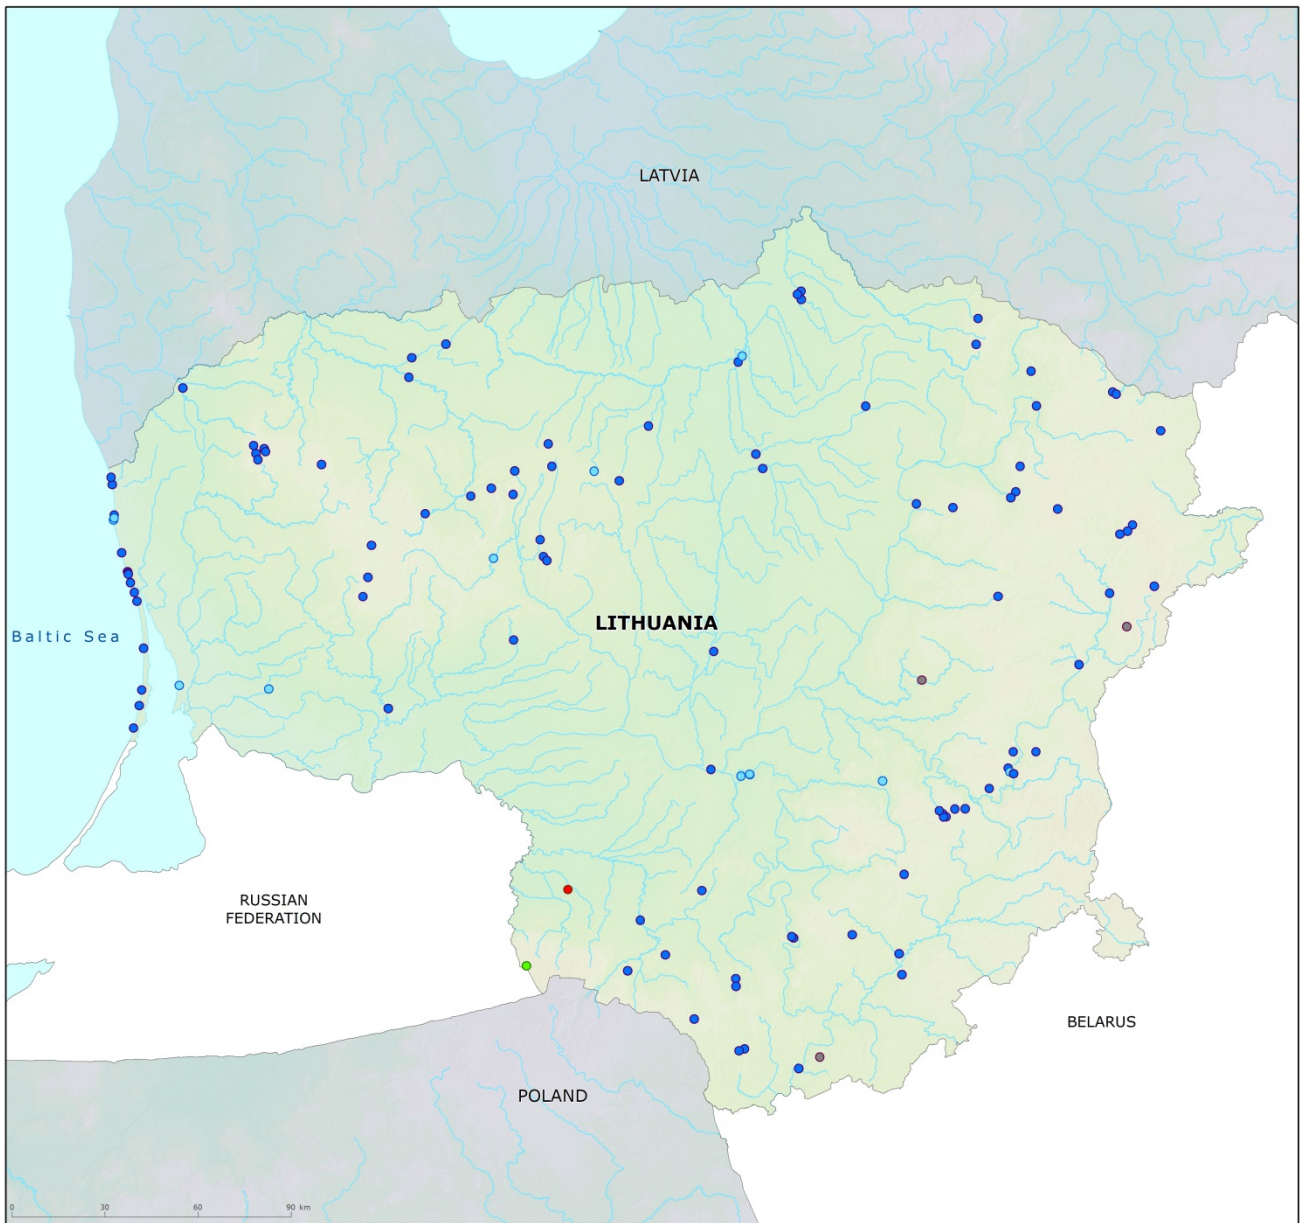 LATVIA
LITHUANIA
Baltic Sea
RUSSIAN
FEDERATION
BELARUS
POLAND
0 30 60 90 km